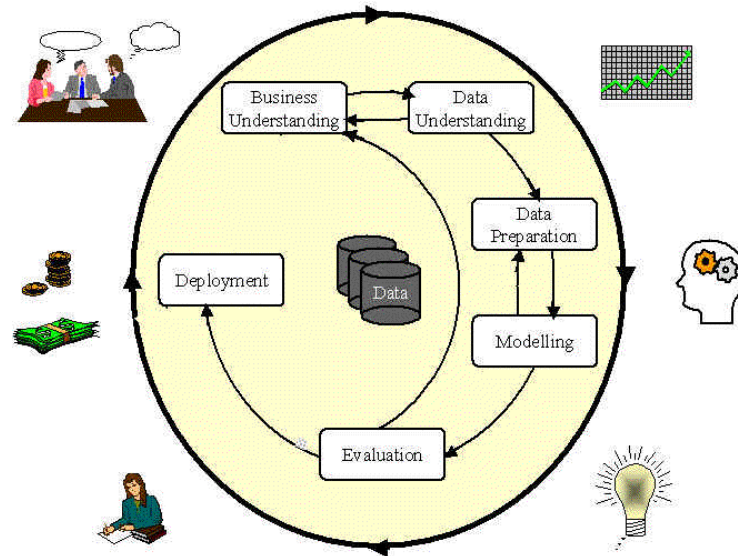 Business
Understanding
Data
Understanding
Data
Preparation
Deployment
Data
Modelling
Evaluation